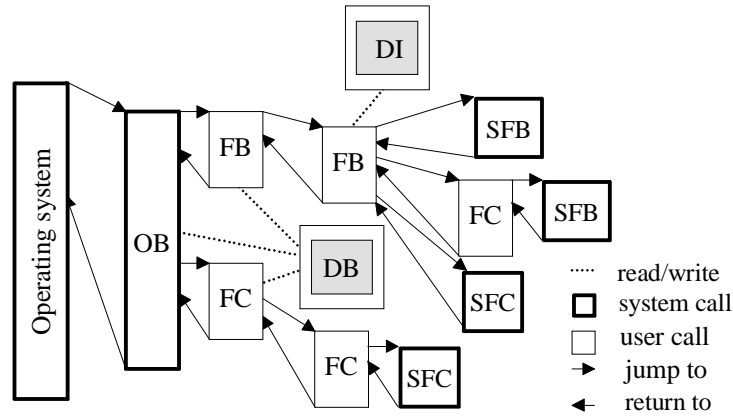 DI
SFB
FB
FB
FC
SFB
Operating system
OB
DB
FC
SFC
FC
SFC
read/write
system call
user call
jump to
return to